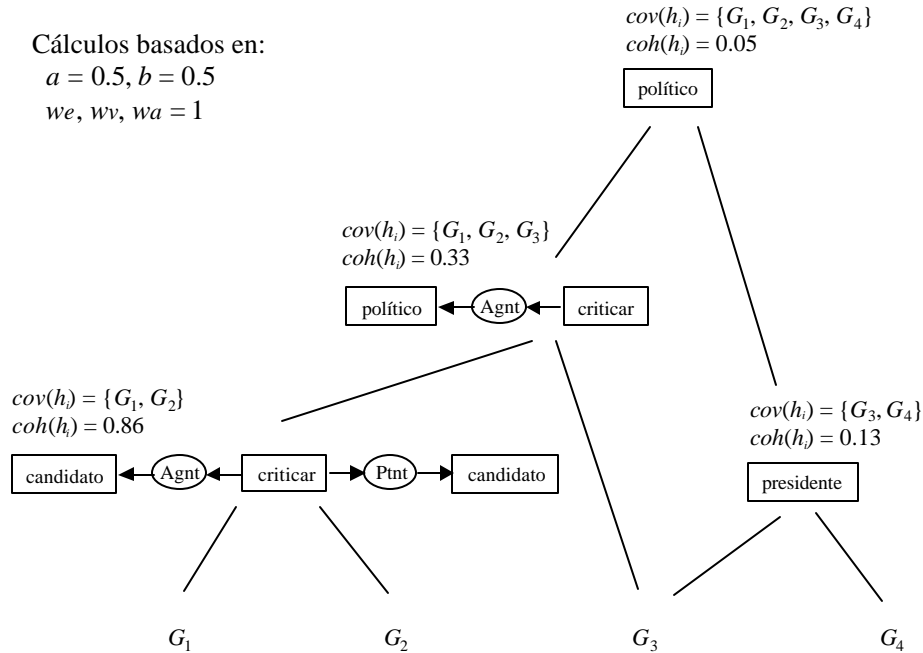 Cálculos basados en:
a = 0.5, b = 0.5
we, wv, wa = 1
cov(hᵢ) = {G₁, G₂, G₃, G₄}
coh(hᵢ) = 0.05
político
cov(hᵢ) = {G₁, G₂, G₃}
coh(hᵢ) = 0.33
político Agnt criticar
cov(hᵢ) = {G₁, G₂}
coh(hᵢ) = 0.86
candidato Agnt criticar Ptnt candidato
cov(hᵢ) = {G₃, G₄}
coh(hᵢ) = 0.13
presidente
G₁ G₂ G₃ G₄